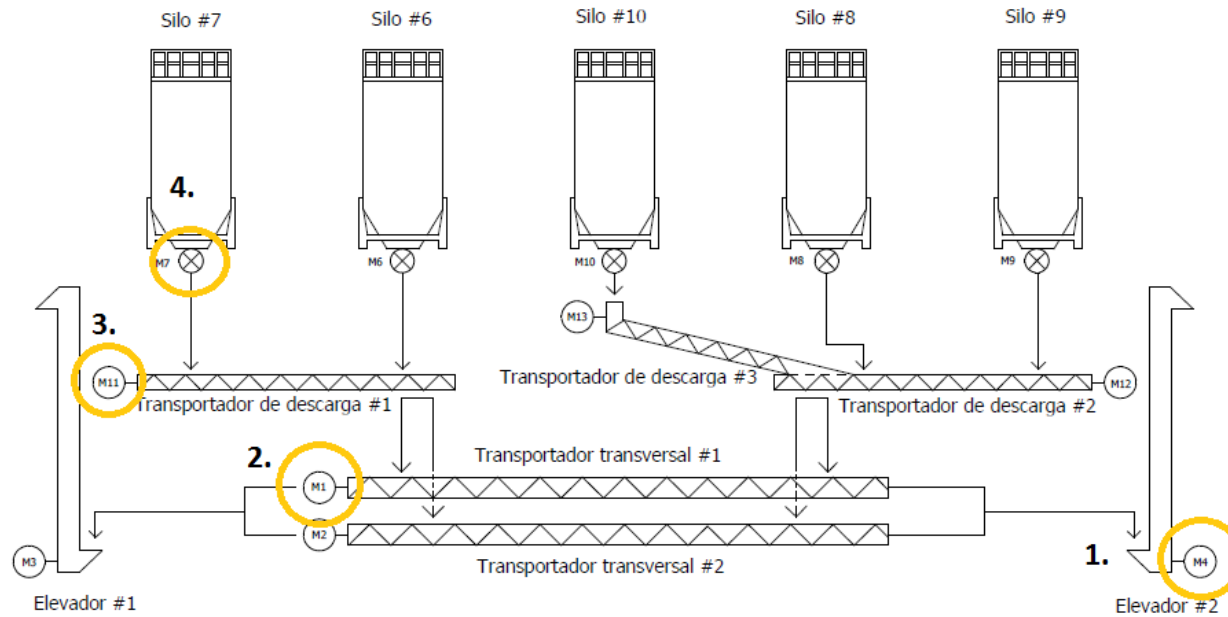 Silo #7
Silo #6
Silo #10
Silo #8
Silo #9
4.
M7
M6
M10
M8
M9
3.
M13
M11
Transportador de descarga #3
M12
Transportador de descarga #1
Transportador de descarga #2
2.
Transportador transversal #1
M1
M2
1.
M3
M4
Transportador transversal #2
Elevador #1
Elevador #2